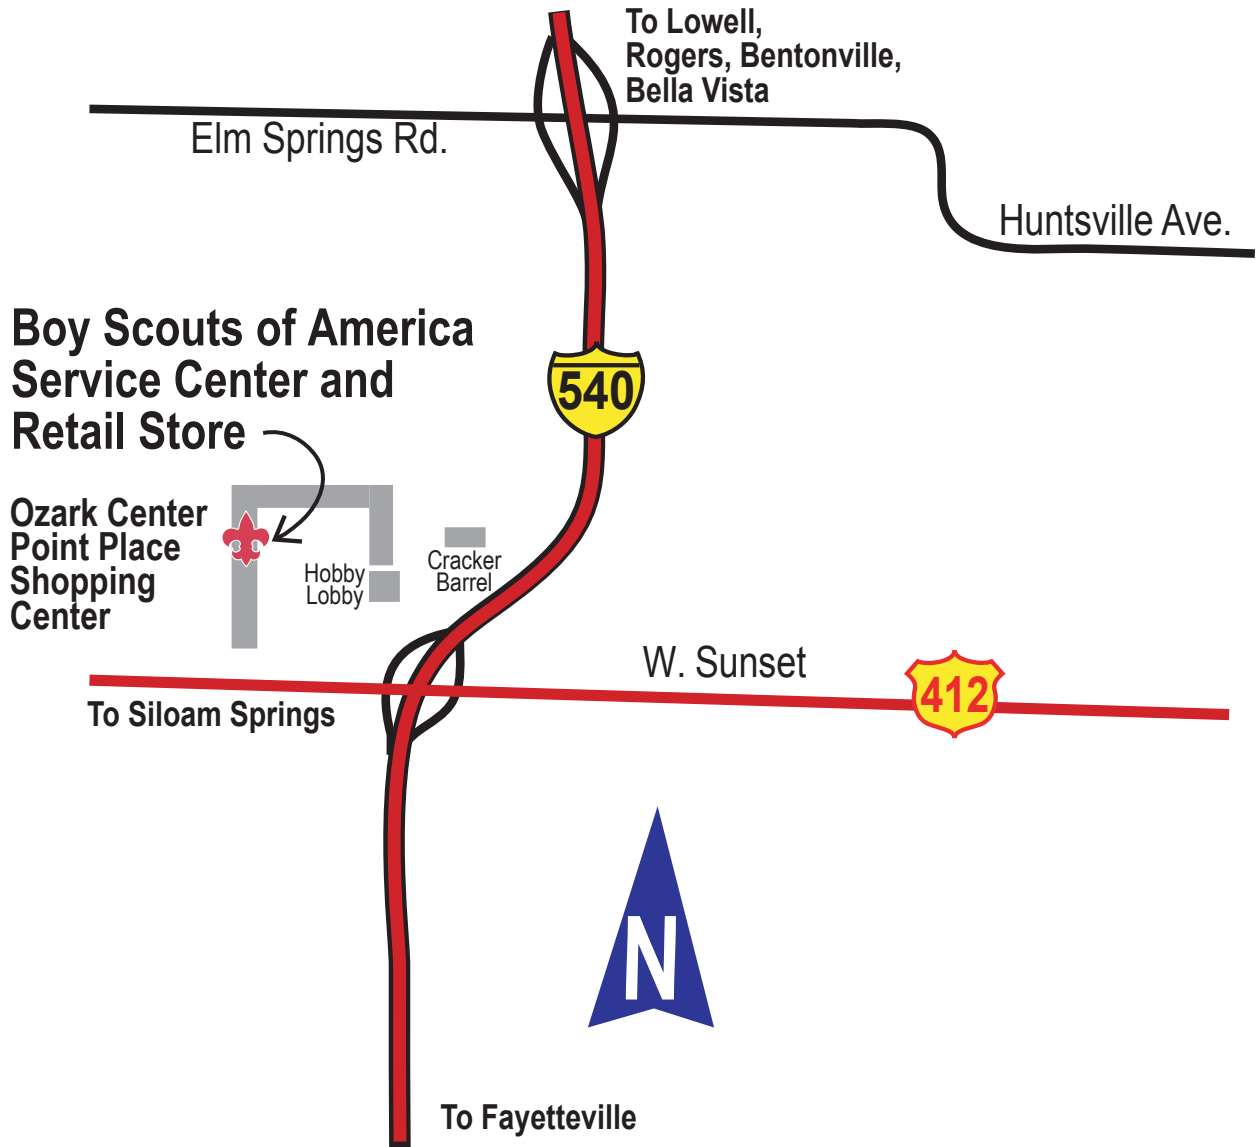 To Lowell,
Rogers, Bentonville,
Bella Vista
Elm Springs Rd.
Huntsville Ave.
Boy Scouts of America
Service Center and
Retail Store
540
Ozark Center
Point Place
Shopping
Center
Hobby
Lobby
Cracker
Barrel
W. Sunset
412
To Siloam Springs
N
To Fayetteville